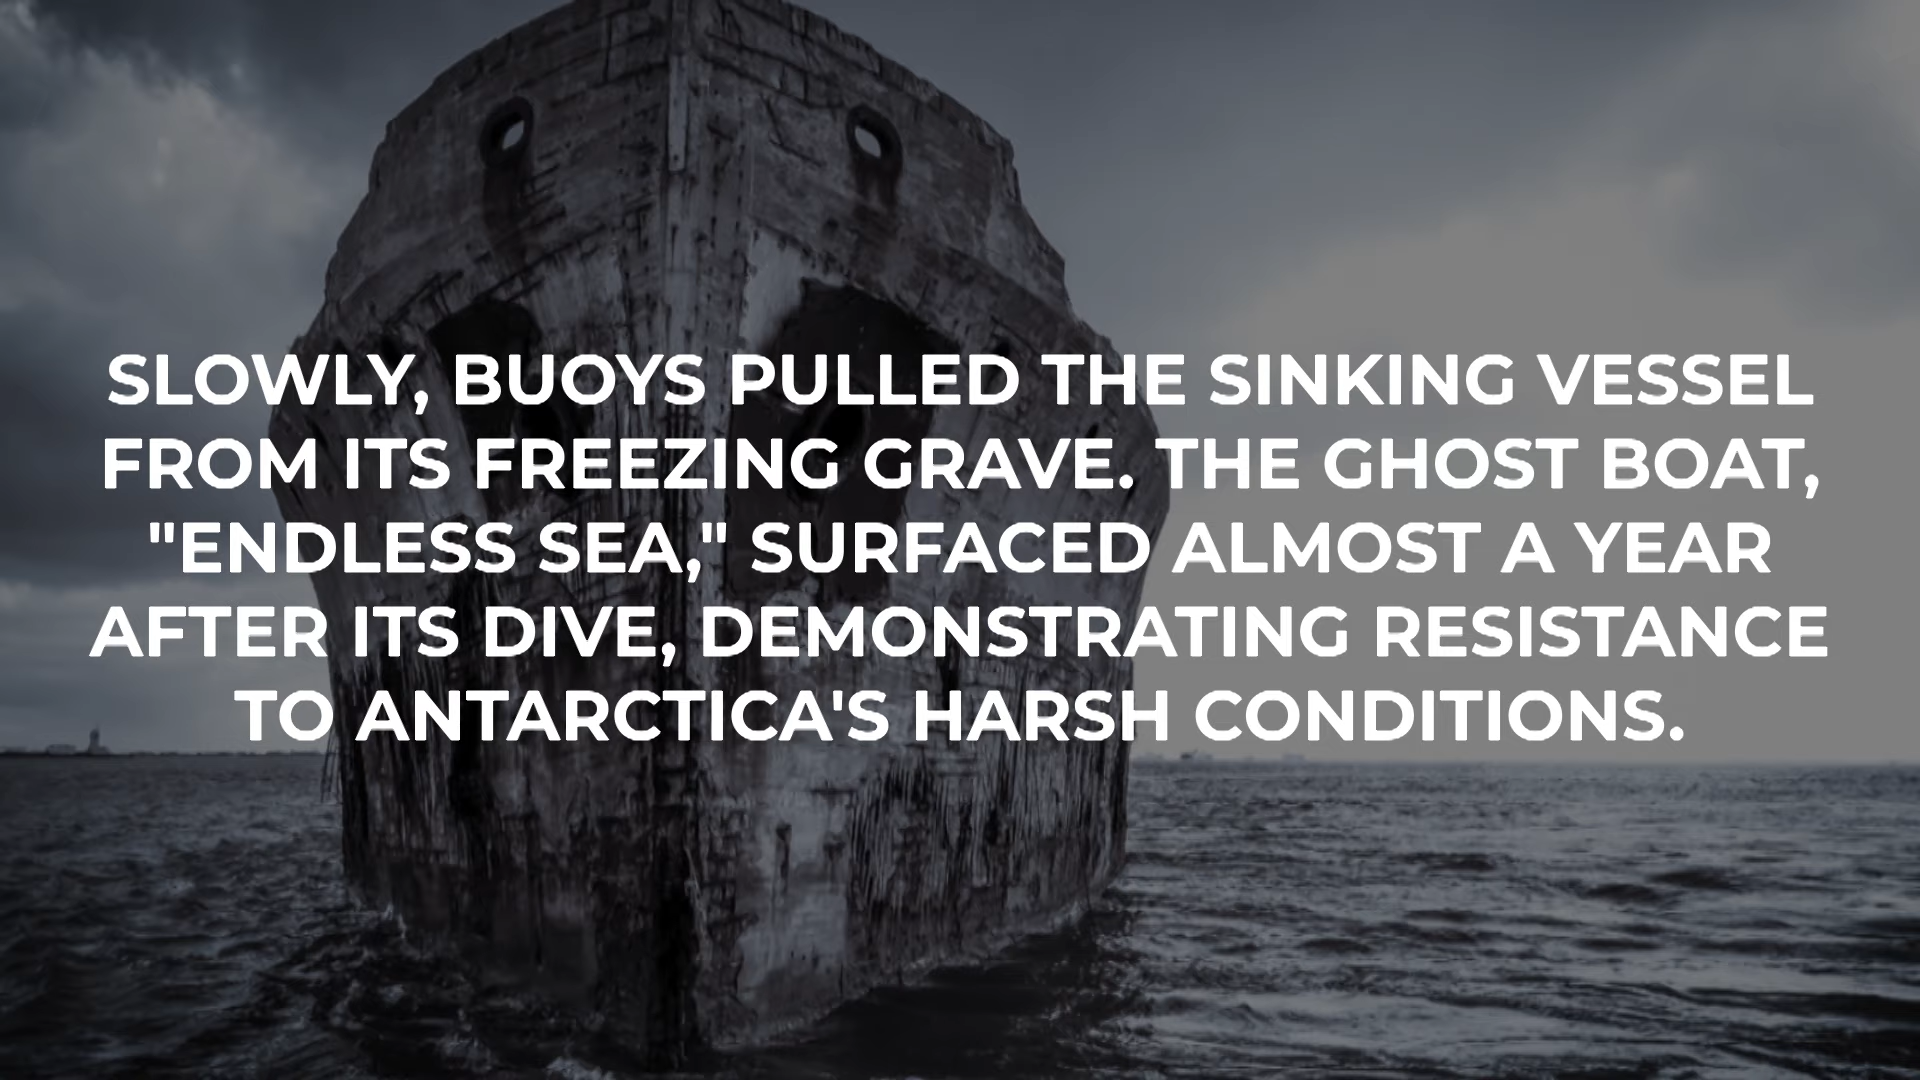 SLOWLY, BUOYS PULLED THE SINKING VESSEL
FROM ITS FREEZING GRAVE. THE GHOST BOAT,
"ENDLESS SEA," SURFACED ALMOST A YEAR
AFTER ITS DIVE, DEMONSTRATING RESISTANCE
TO ANTARCTICA'S HARSH CONDITIONS.